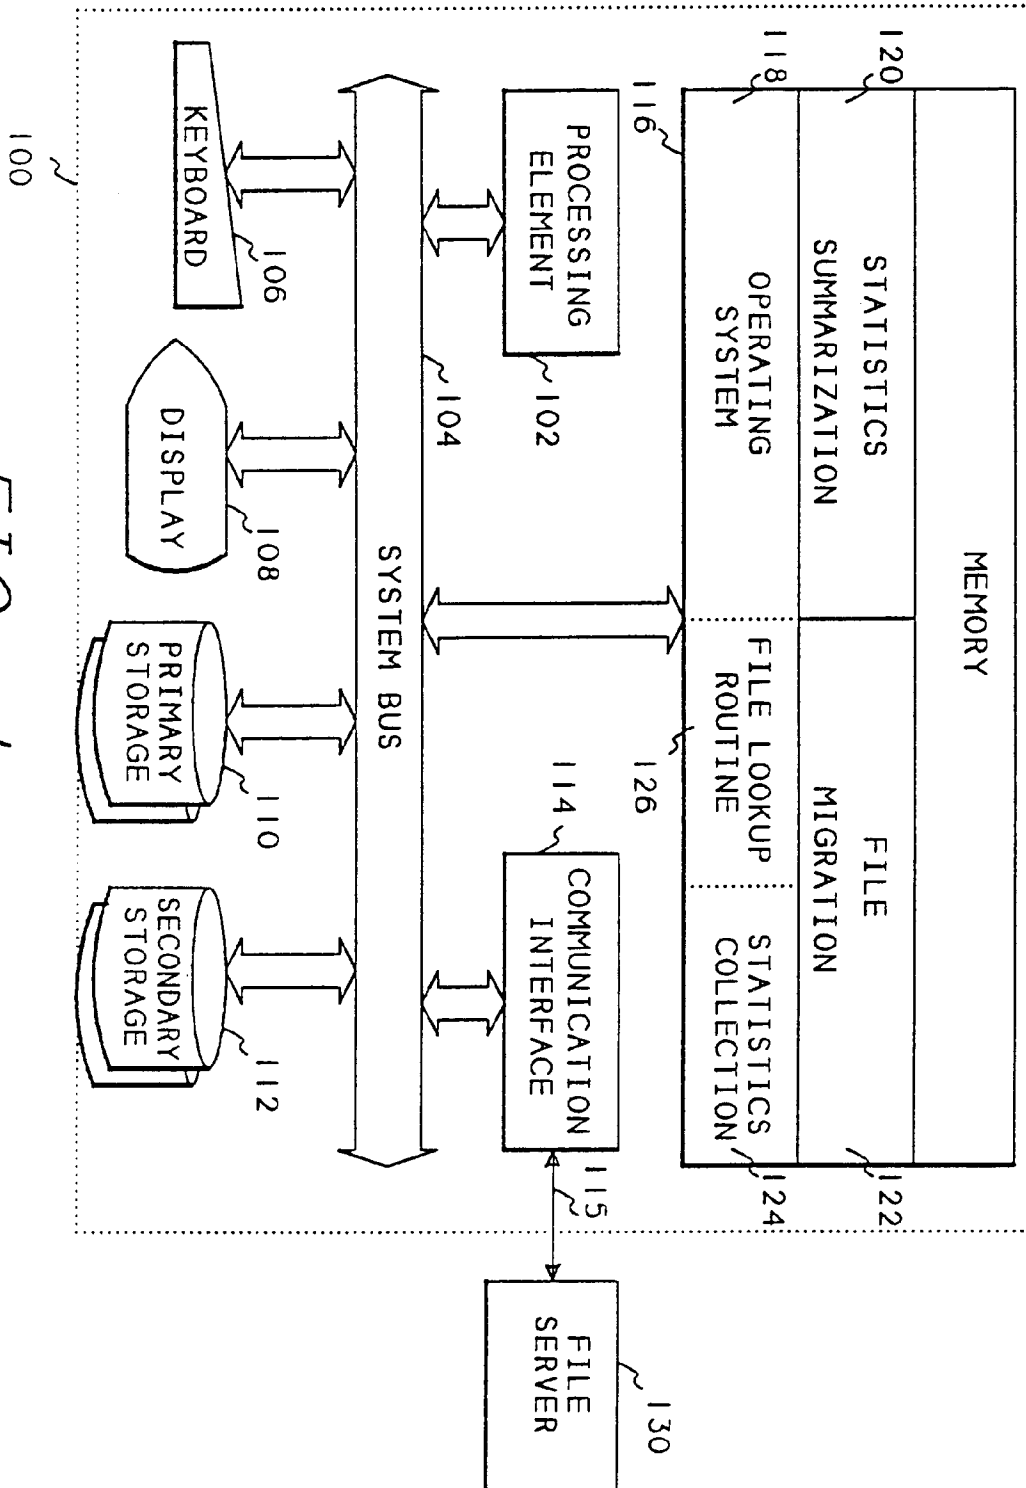 MEMORY
120
STATISTICS
SUMMARIZATION
FILE
MIGRATION
122
118
OPERATING
SYSTEM
FILE LOOKUP
ROUTINE
STATISTICS
COLLECTION
124
116
126
PROCESSING
ELEMENT
102
114
COMMUNICATION
INTERFACE
115
FILE
SERVER
130
104
SYSTEM BUS
KEYBOARD
106
DISPLAY
108
PRIMARY
STORAGE
110
SECONDARY
STORAGE
112
100